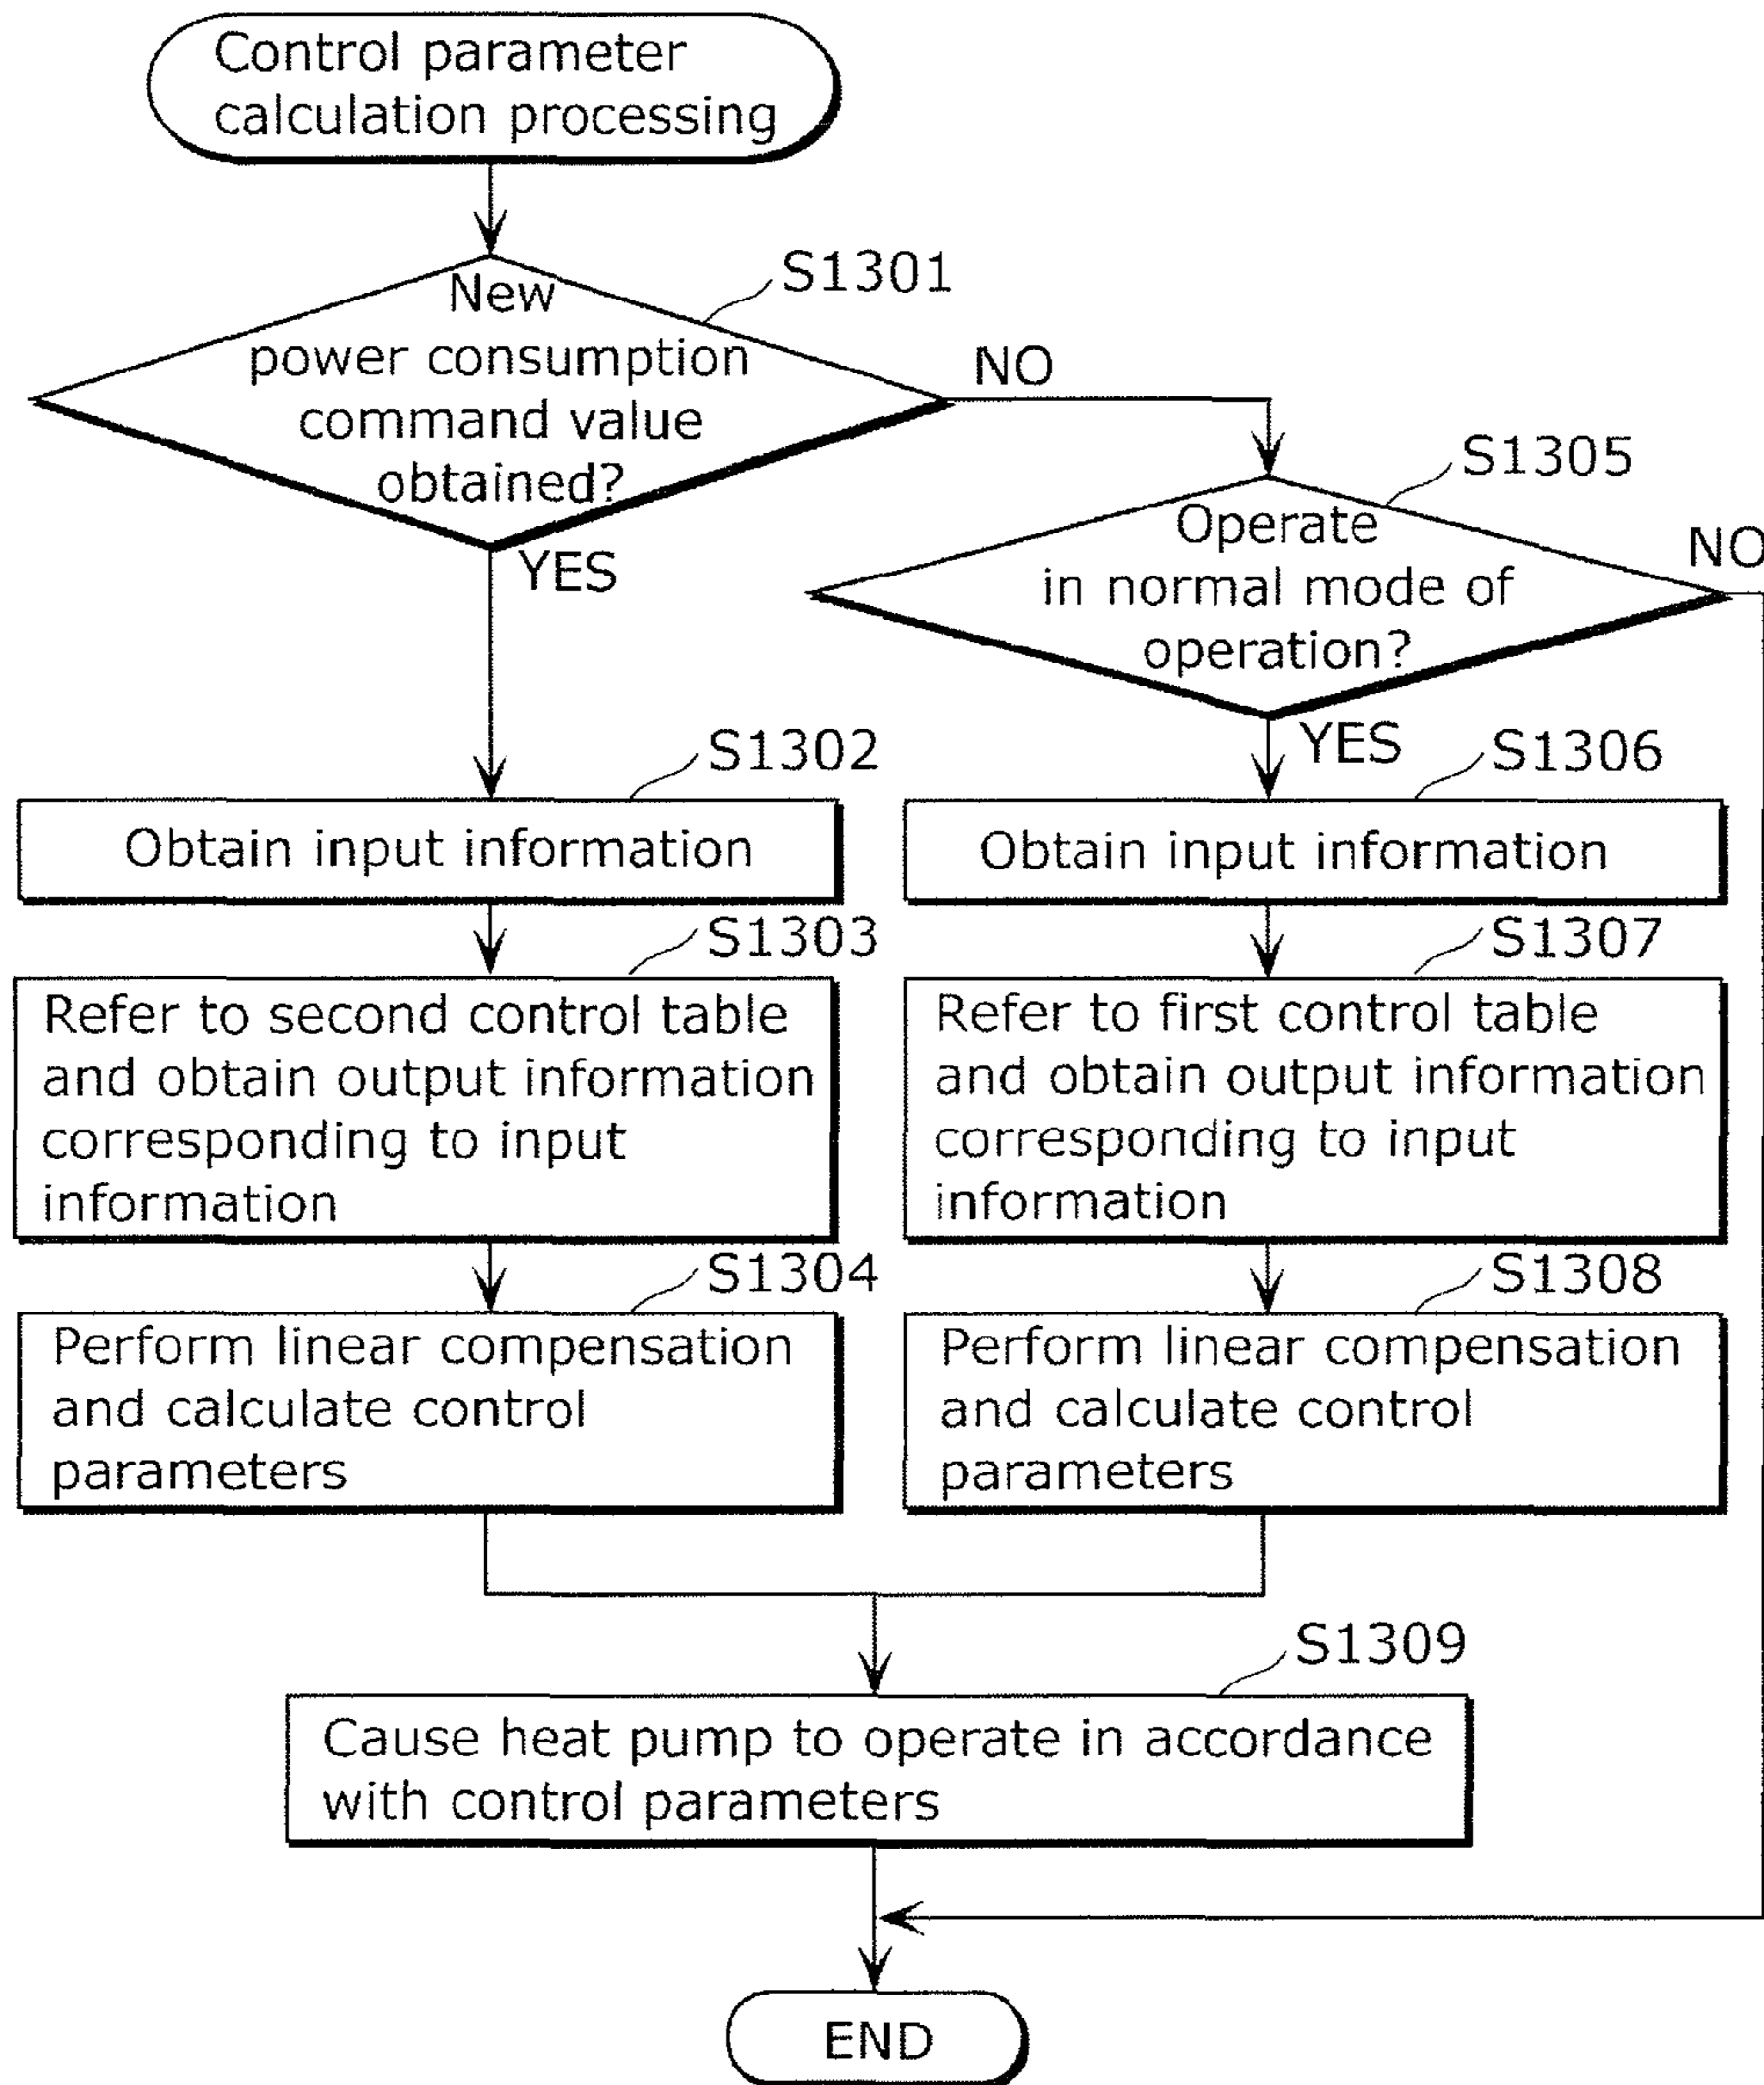 Control parameter
calculation processing
S1301
New
power consumption
command value
obtained?
NO
YES
S1305
Operate
in normal mode of
operation?
NO
YES
S1302
Obtain input information
S1303
Refer to second control table
and obtain output information
corresponding to input
information
S1304
Perform linear compensation
and calculate control
parameters
S1306
Obtain input information
S1307
Refer to first control table
and obtain output information
corresponding to input
information
S1308
Perform linear compensation
and calculate control
parameters
S1309
Cause heat pump to operate in accordance
with control parameters
END